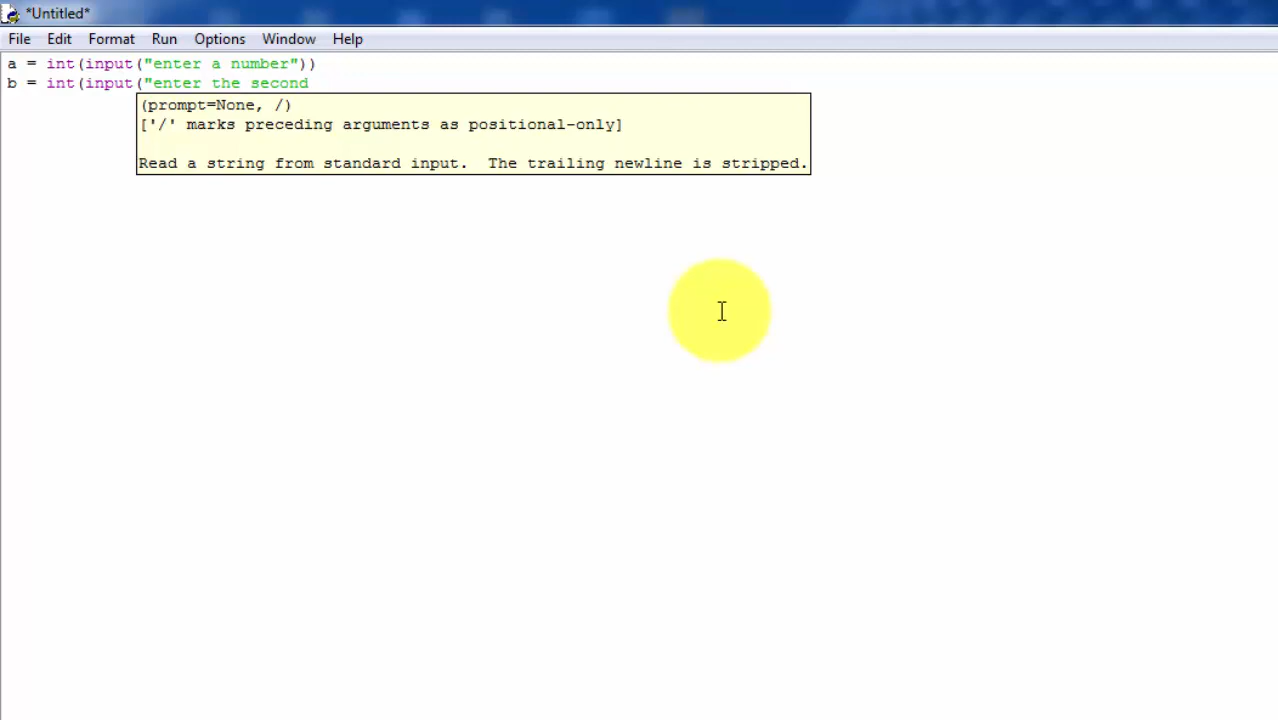 *Untitled*
File Edit Format Run Options Window Help
a = int(input("enter a number"))
b = int(input("enter the second
(prompt=None, /)
['/' marks preceding arguments as positional-only]
Read a string from standard input.  The trailing newline is stripped.